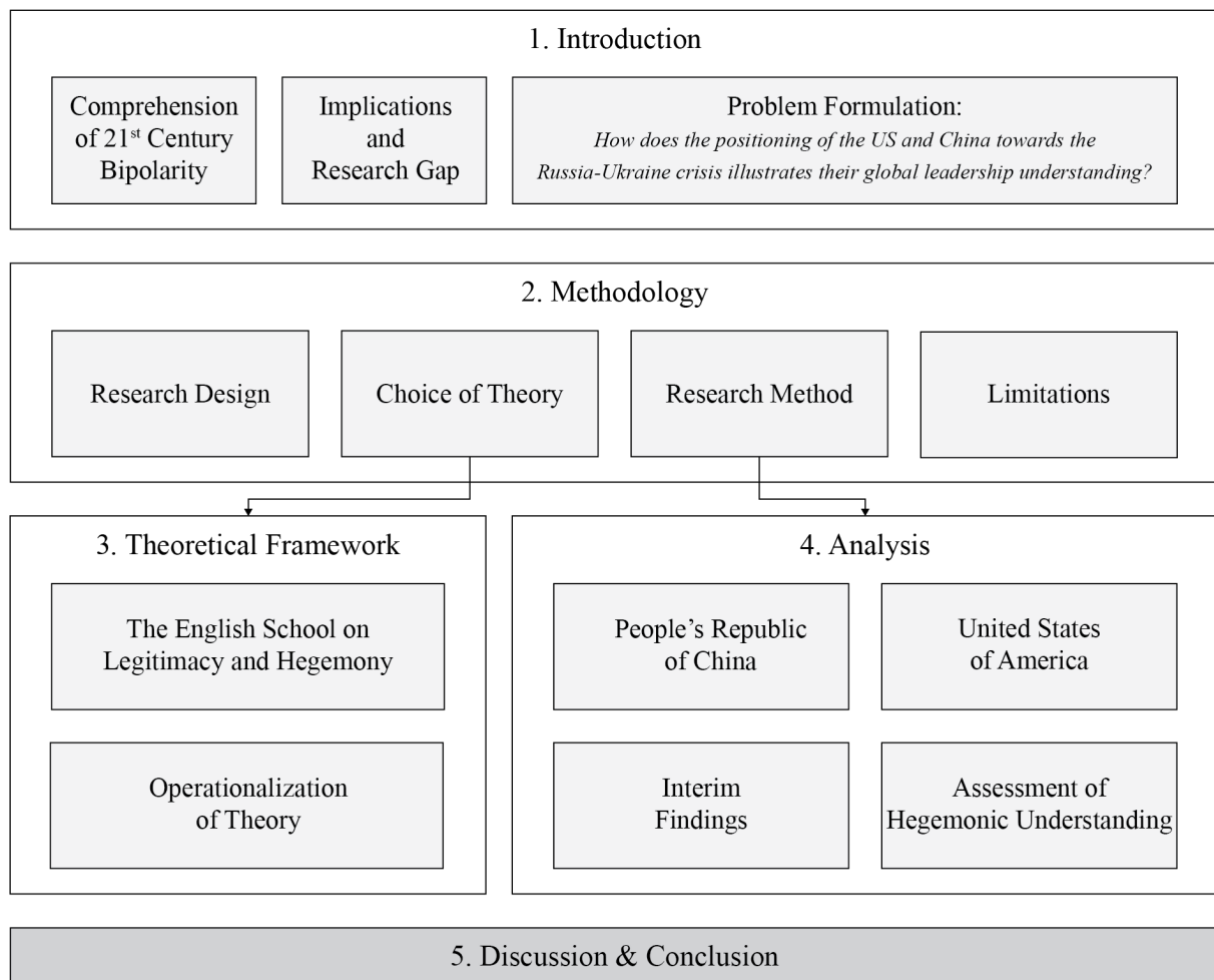 1. Introduction
Comprehension
of 21st Century
Bipolarity
Implications
and
Research Gap
Problem Formulation:
How does the positioning of the US and China towards the
Russia-Ukraine crisis illustrates their global leadership understanding?
2. Methodology
Research Design
Choice of Theory
Research Method
Limitations
3. Theoretical Framework
The English School on
Legitimacy and Hegemony
Operationalization
of Theory
4. Analysis
People’s Republic
of China
United States
of America
Interim
Findings
Assessment of
Hegemonic Understanding
5. Discussion & Conclusion